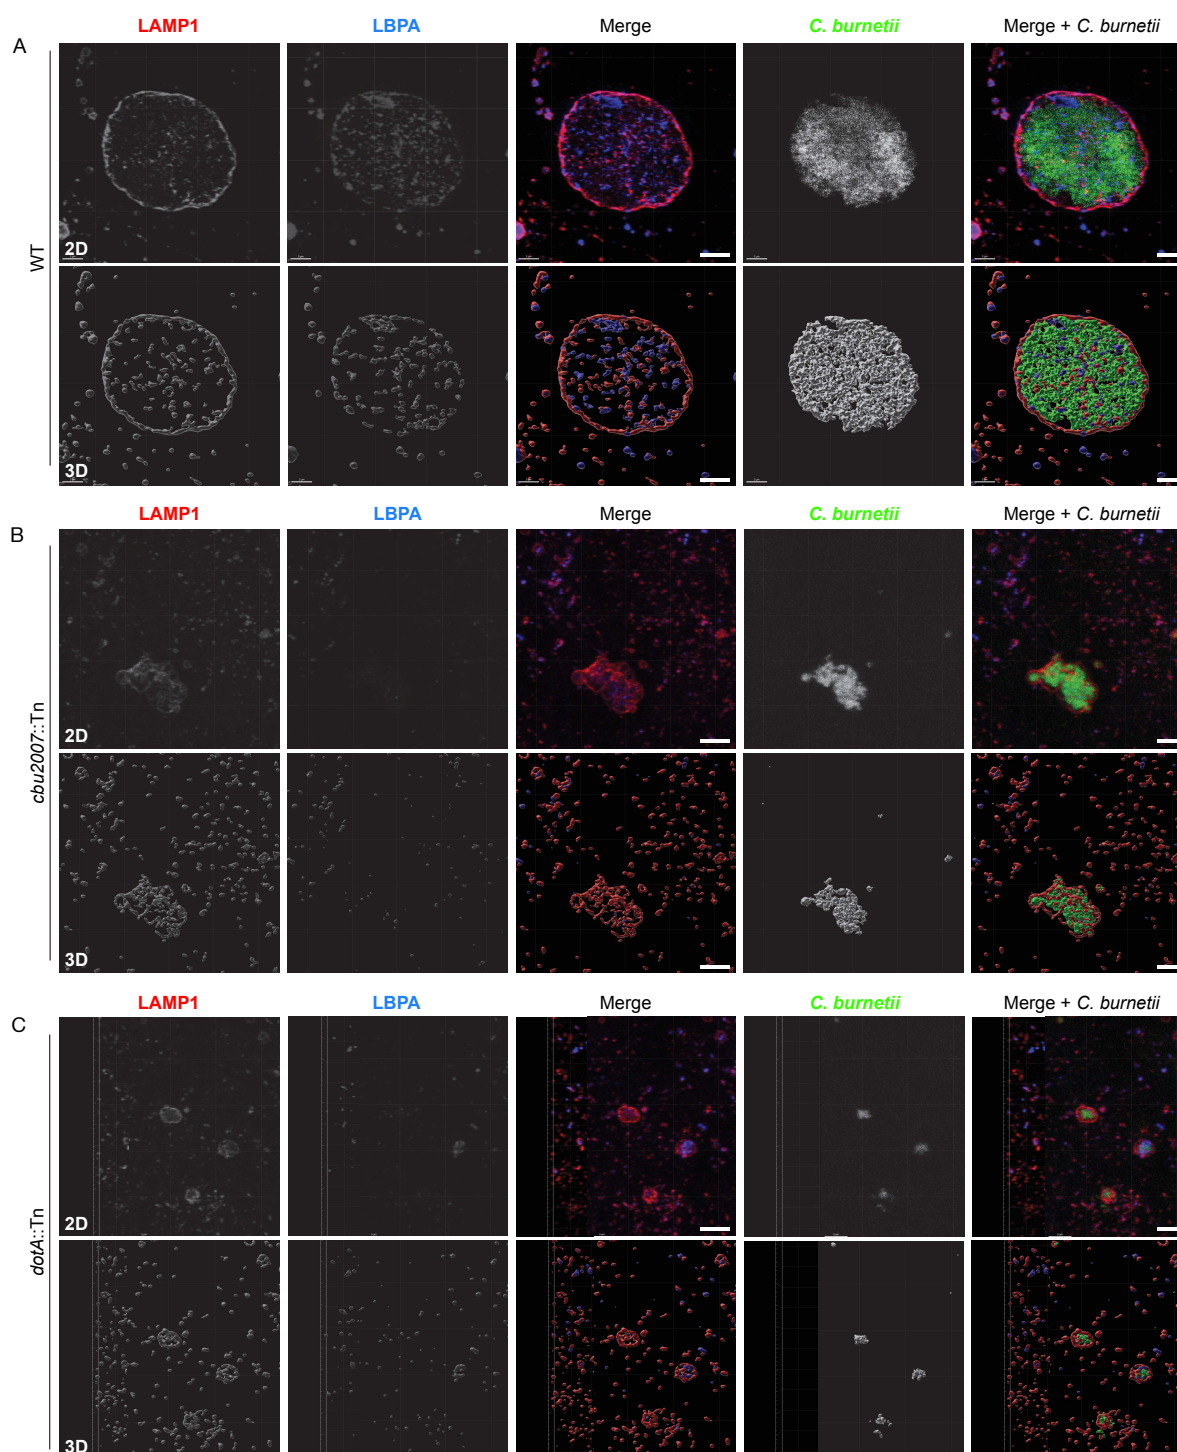 LAMP1 LBPA Merge C. burnetii Merge + C. burnetii
A
WT
2D
3D
LAMP1 LBPA Merge C. burnetii Merge + C. burnetii
B
cbu2007::Tn
2D
3D
LAMP1 LBPA Merge C. burnetii Merge + C. burnetii
C
dotA::Tn
2D
3D